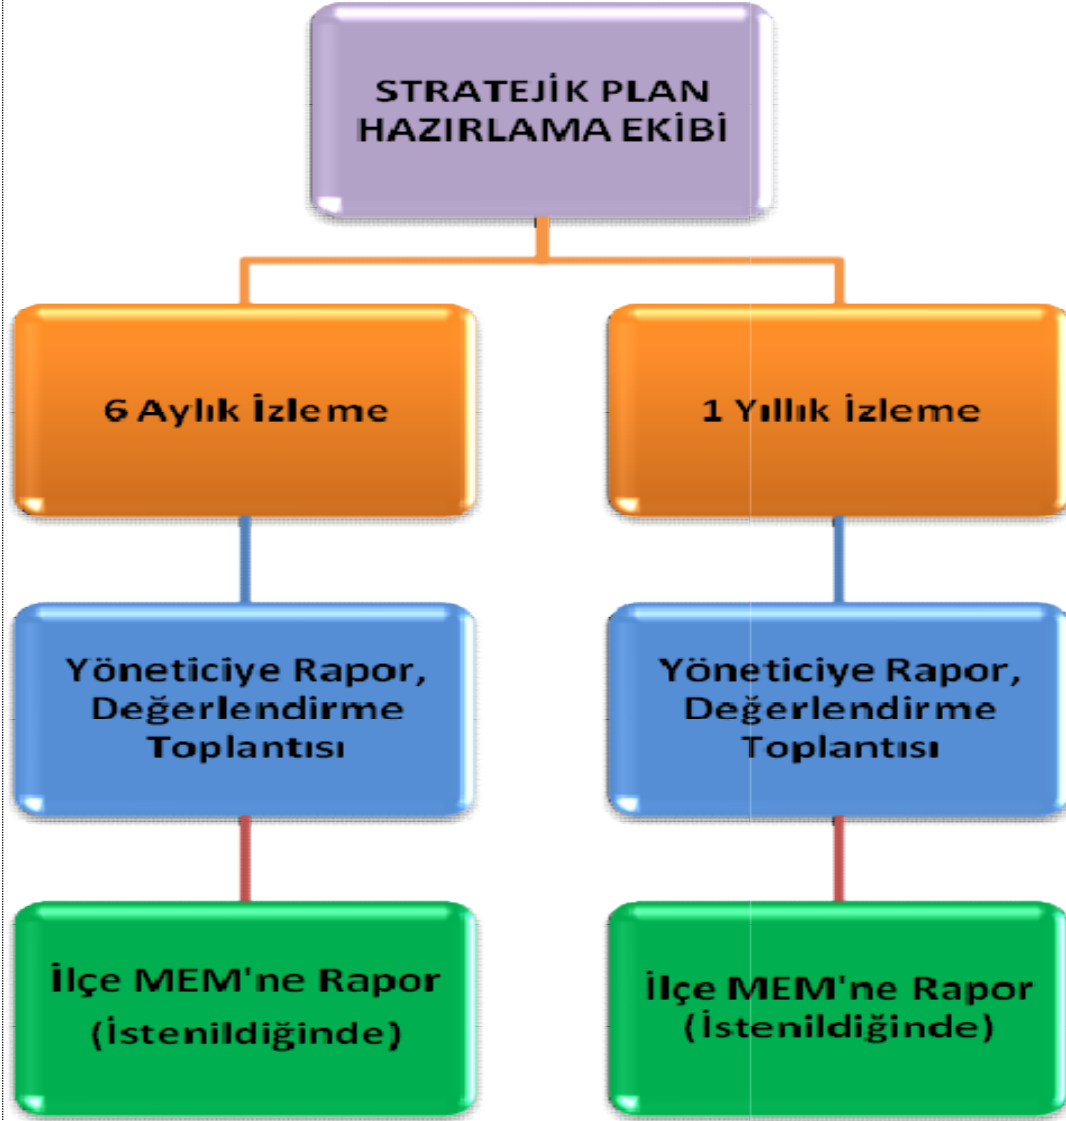 STRATEJİK PLAN
HAZIRLAMA EKİBİ
6 Aylık İzleme
1 Yıllık İzleme
Yöneticiye Rapor,
Değerlendirme
Toplantısı
Yöneticiye Rapor,
Değerlendirme
Toplantısı
İlçe MEM'ne Rapor
(İstenildiğinde)
İlçe MEM'ne Rapor
(İstenildiğinde)